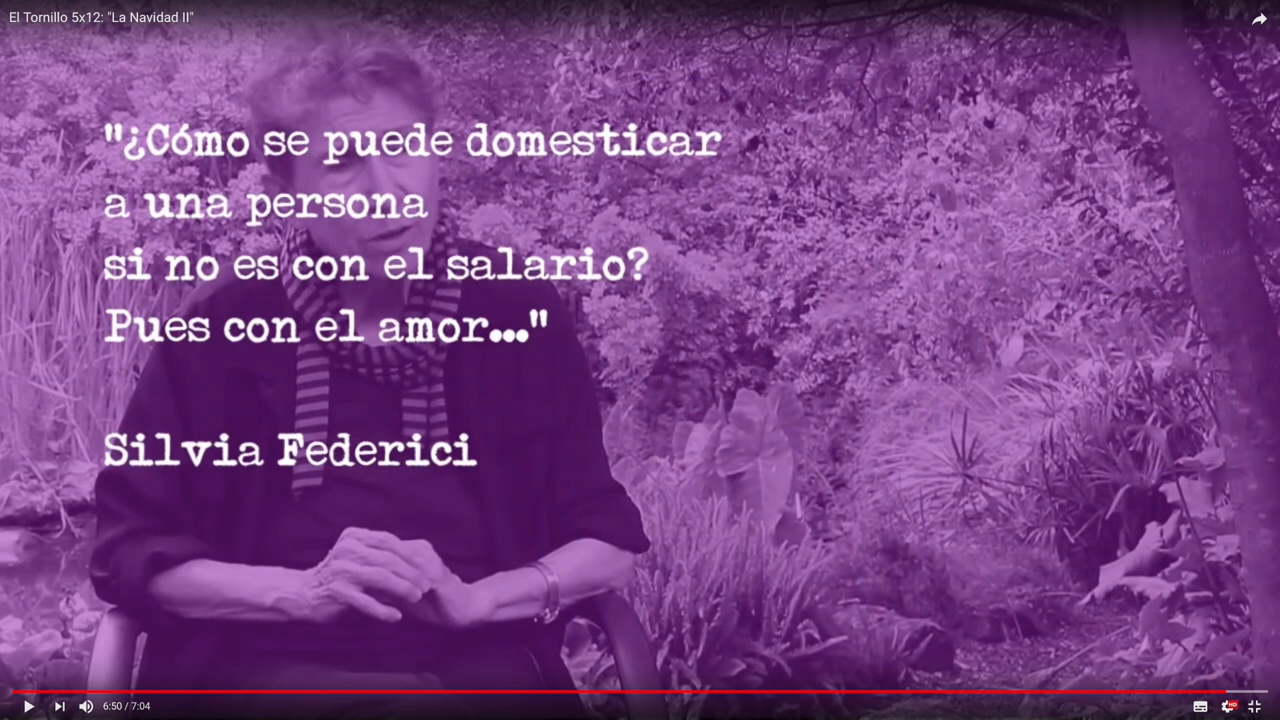 El Tornillo 5x12: "La Navidad II"
"¿Cómo se puede domesticar
a una persona
si no es con el salario?
Pues con el amor..."
Silvia Federici
6:50 / 7:04
HD